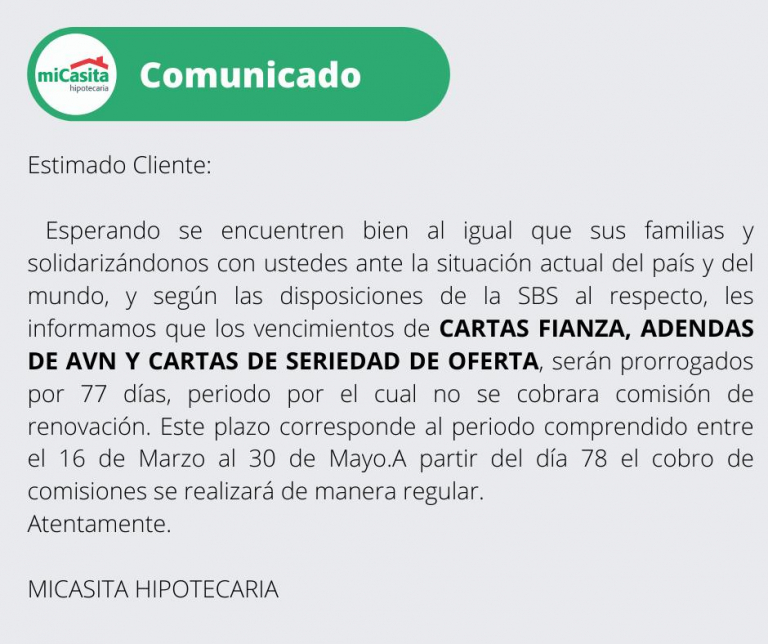 miCasita
hipotecaria
Comunicado
Estimado Cliente:
Esperando se encuentren bien al igual que sus familias y
solidarizándonos con ustedes ante la situación actual del país y del
mundo, y según las disposiciones de la SBS al respecto, les
informamos que los vencimientos de CARTAS FIANZA, ADENDAS
DE AVN Y CARTAS DE SERIEDAD DE OFERTA, serán prorrogados
por 77 días, periodo por el cual no se cobrara comisión de
renovación. Este plazo corresponde al periodo comprendido entre
el 16 de Marzo al 30 de Mayo.A partir del día 78 el cobro de
comisiones se realizará de manera regular.
Atentamente.
MICASITA HIPOTECARIA